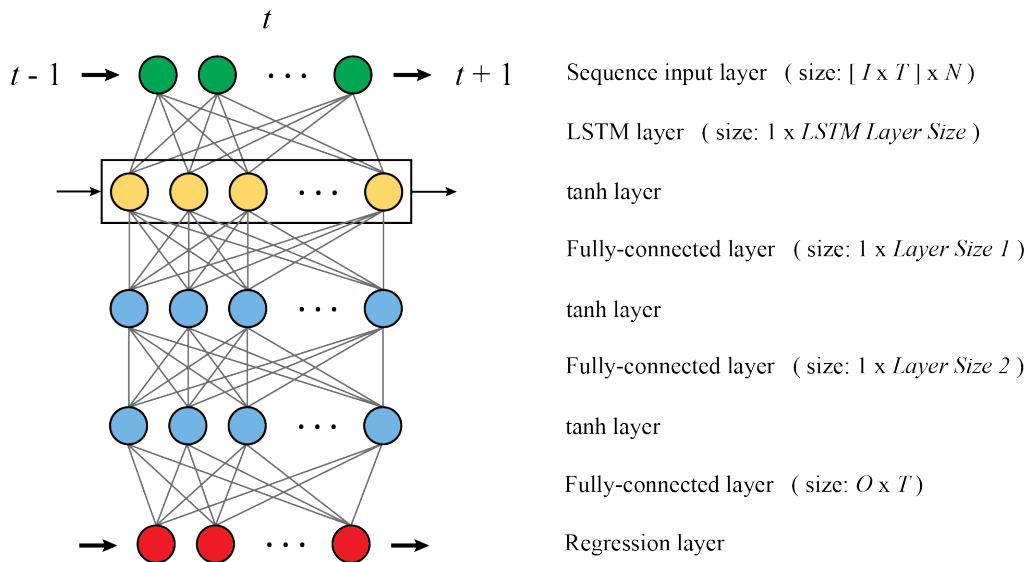 t
t - 1
t + 1
Sequence input layer ( size: [ I x T ] x N )
LSTM layer ( size: 1 x LSTM Layer Size )
tanh layer
Fully-connected layer ( size: 1 x Layer Size 1 )
tanh layer
Fully-connected layer ( size: 1 x Layer Size 2 )
tanh layer
Fully-connected layer ( size: O x T )
Regression layer